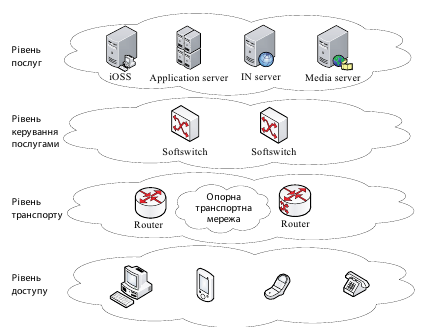 Рівень
послуг
iOSS
Application server
IN server
Media server
Рівень
керування
послугами
Softswitch
Softswitch
Рівень
транспорту
Router
Опорна
транспортна
мережа
Router
Рівень
доступу